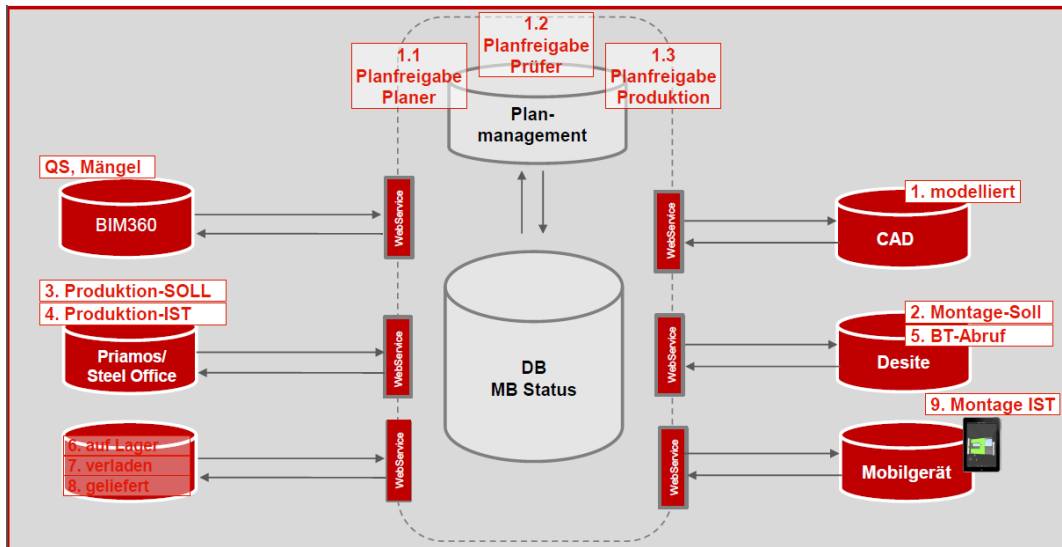 1.1
Planfreigabe
Planer
1.2
Planfreigabe
Prüfer
1.3
Planfreigabe
Produktion
Plan-
management
QS, Mängel
BIM360
WebService
WebService
1. modelliert
CAD
3. Produktion-SOLL
4. Produktion-IST
Priamos/
Steel Office
WebService
DB
MB Status
WebService
2. Montage-Soll
5. BT-Abruf
Desite
6. auf Lager
7. verladen
8. geliefert
WebService
WebService
9. Montage IST
Mobilgerät